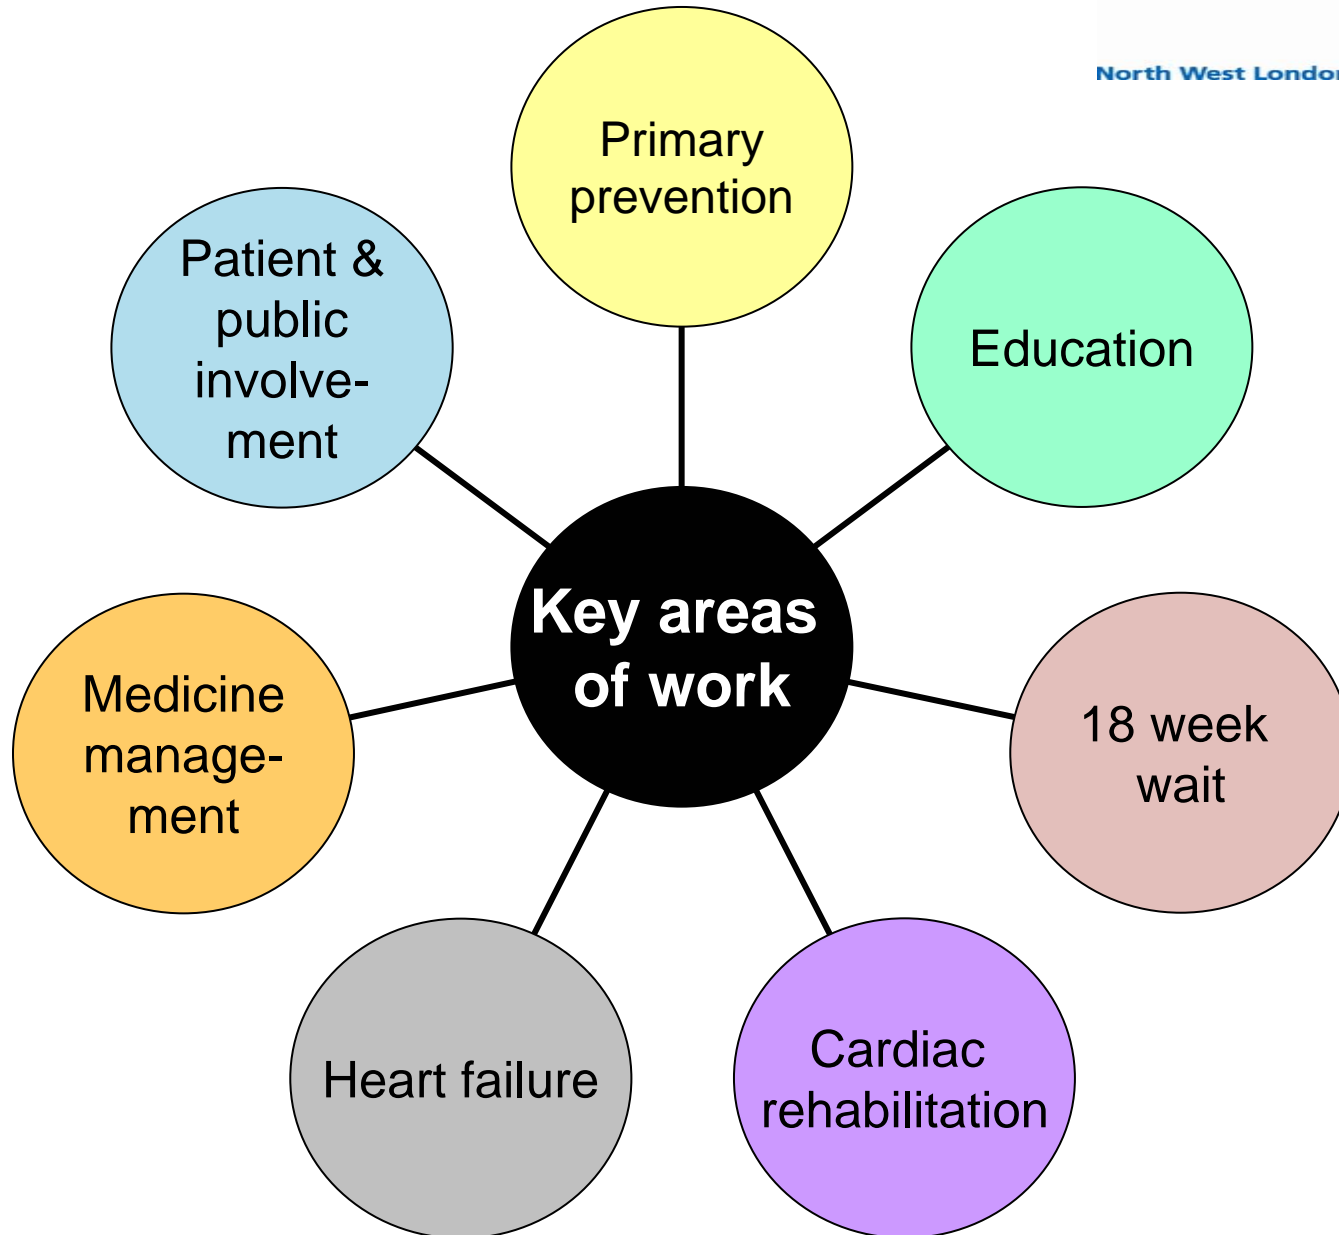 North West London
Primary
prevention
Patient &
public
involve-
ment
Education
Key areas
of work
Medicine
manage-
ment
18 week
wait
Heart failure
Cardiac
rehabilitation